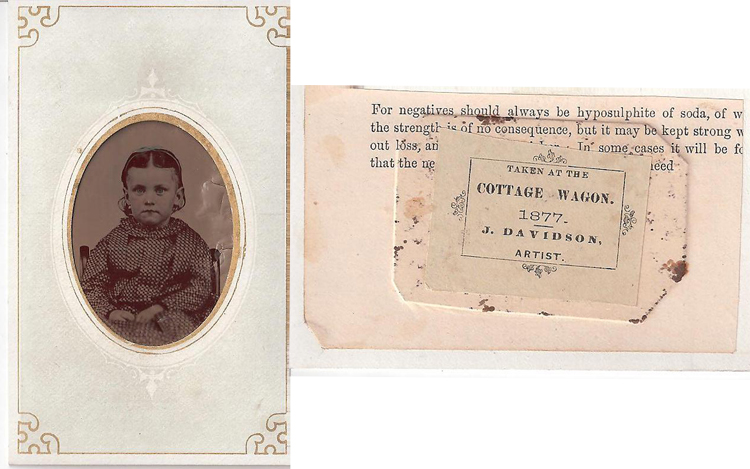 For negatives should always be hyposulphite of soda, of
the strength is of no consequence, but it may be kept strong
out loss, In some cases it will be
that the
TAKEN AT THE
COTTAGE WAGON.
1877.
J. DAVIDSON,
ARTIST.